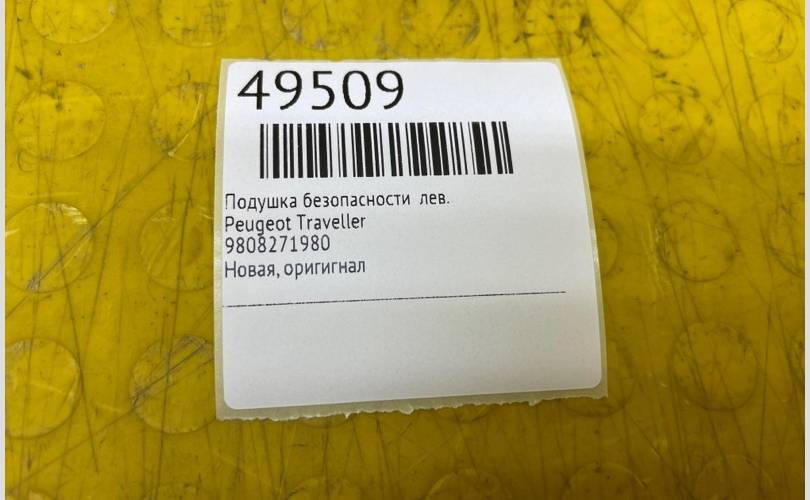 49509
Подушка безопасности лев.
Peugeot Traveller
9808271980
Новая, оригигнал